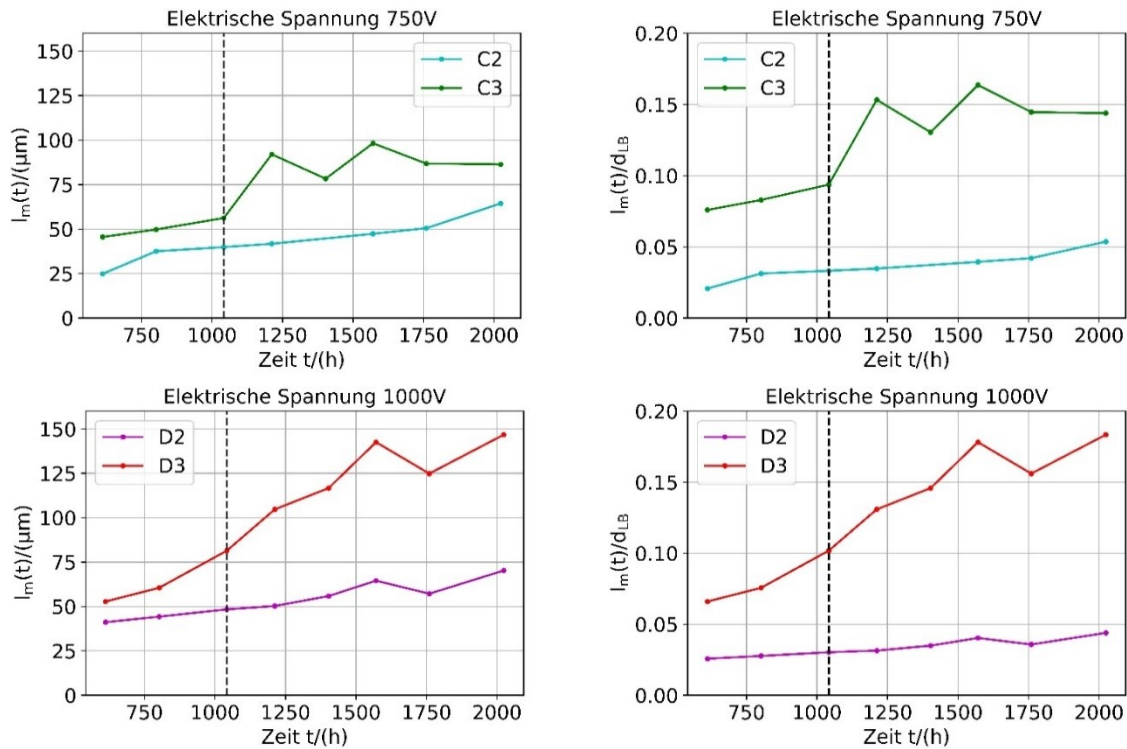 Elektrische Spannung 750V
150
125
100
75
50
25
0
l_m(t)/(μm)
C2
C3
750 1000 1250 1500 1750 2000
Zeit t/(h)
Elektrische Spannung 750V
0.20
0.15
0.10
0.05
0.00
l_m(t)/d_LB
C2
C3
750 1000 1250 1500 1750 2000
Zeit t/(h)
Elektrische Spannung 1000V
150
125
100
75
50
25
0
l_m(t)/(μm)
D2
D3
750 1000 1250 1500 1750 2000
Zeit t/(h)
Elektrische Spannung 1000V
0.20
0.15
0.10
0.05
0.00
l_m(t)/d_LB
D2
D3
750 1000 1250 1500 1750 2000
Zeit t/(h)